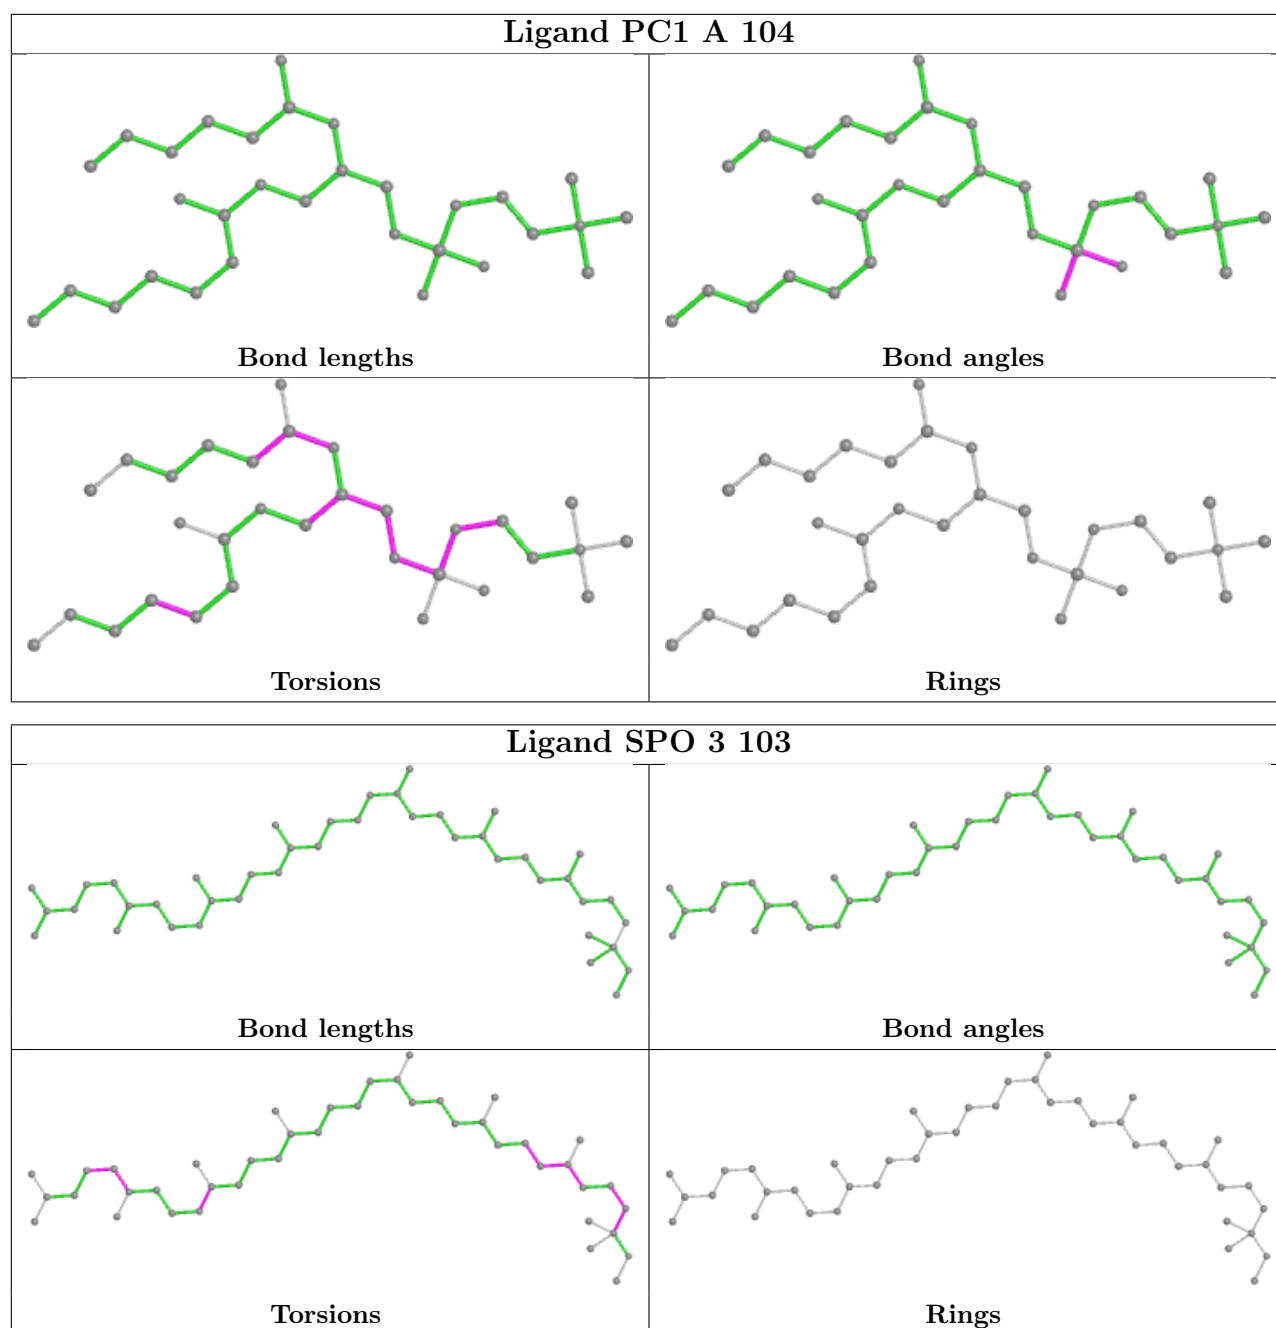 Ligand PC1 A 104
Bond lengths
Bond angles
Torsions
Rings
Ligand SPO 3 103
Bond lengths
Bond angles
Torsions
Rings